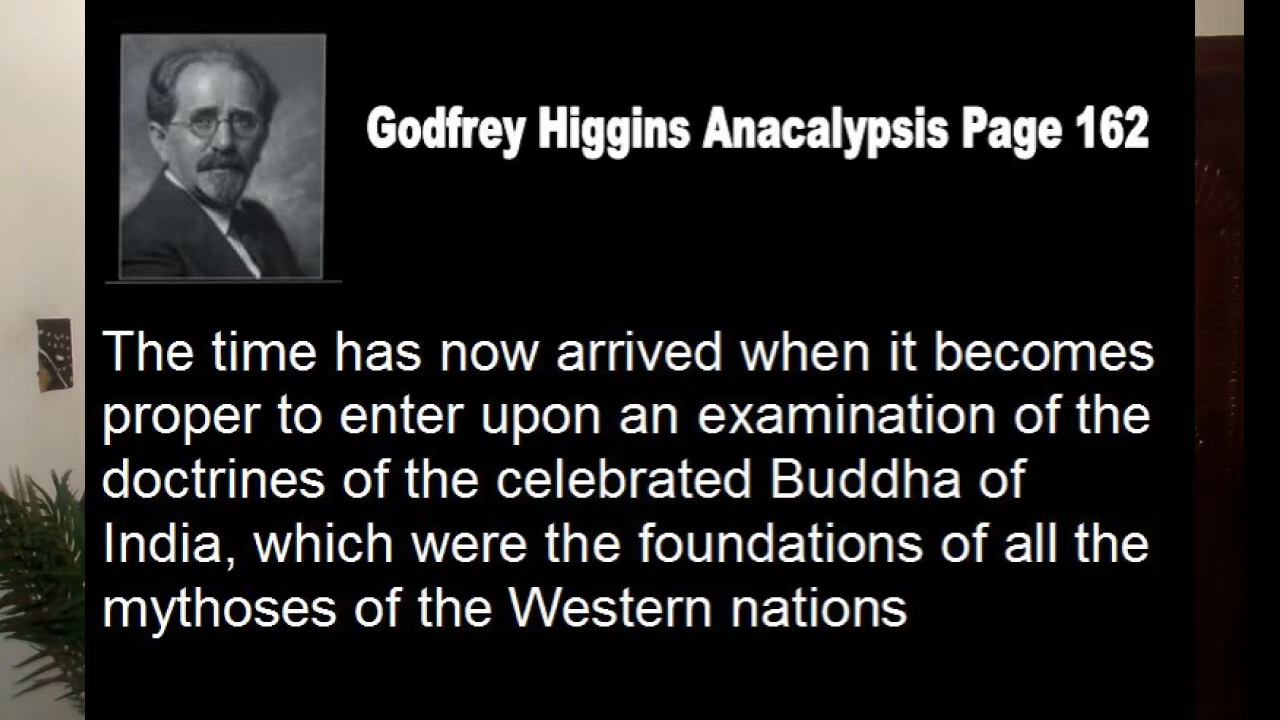 Godfrey Higgins Anacalypsis Page 162
The time has now arrived when it becomes
proper to enter upon an examination of the
doctrines of the celebrated Buddha of
India, which were the foundations of all the
mythoses of the Western nations